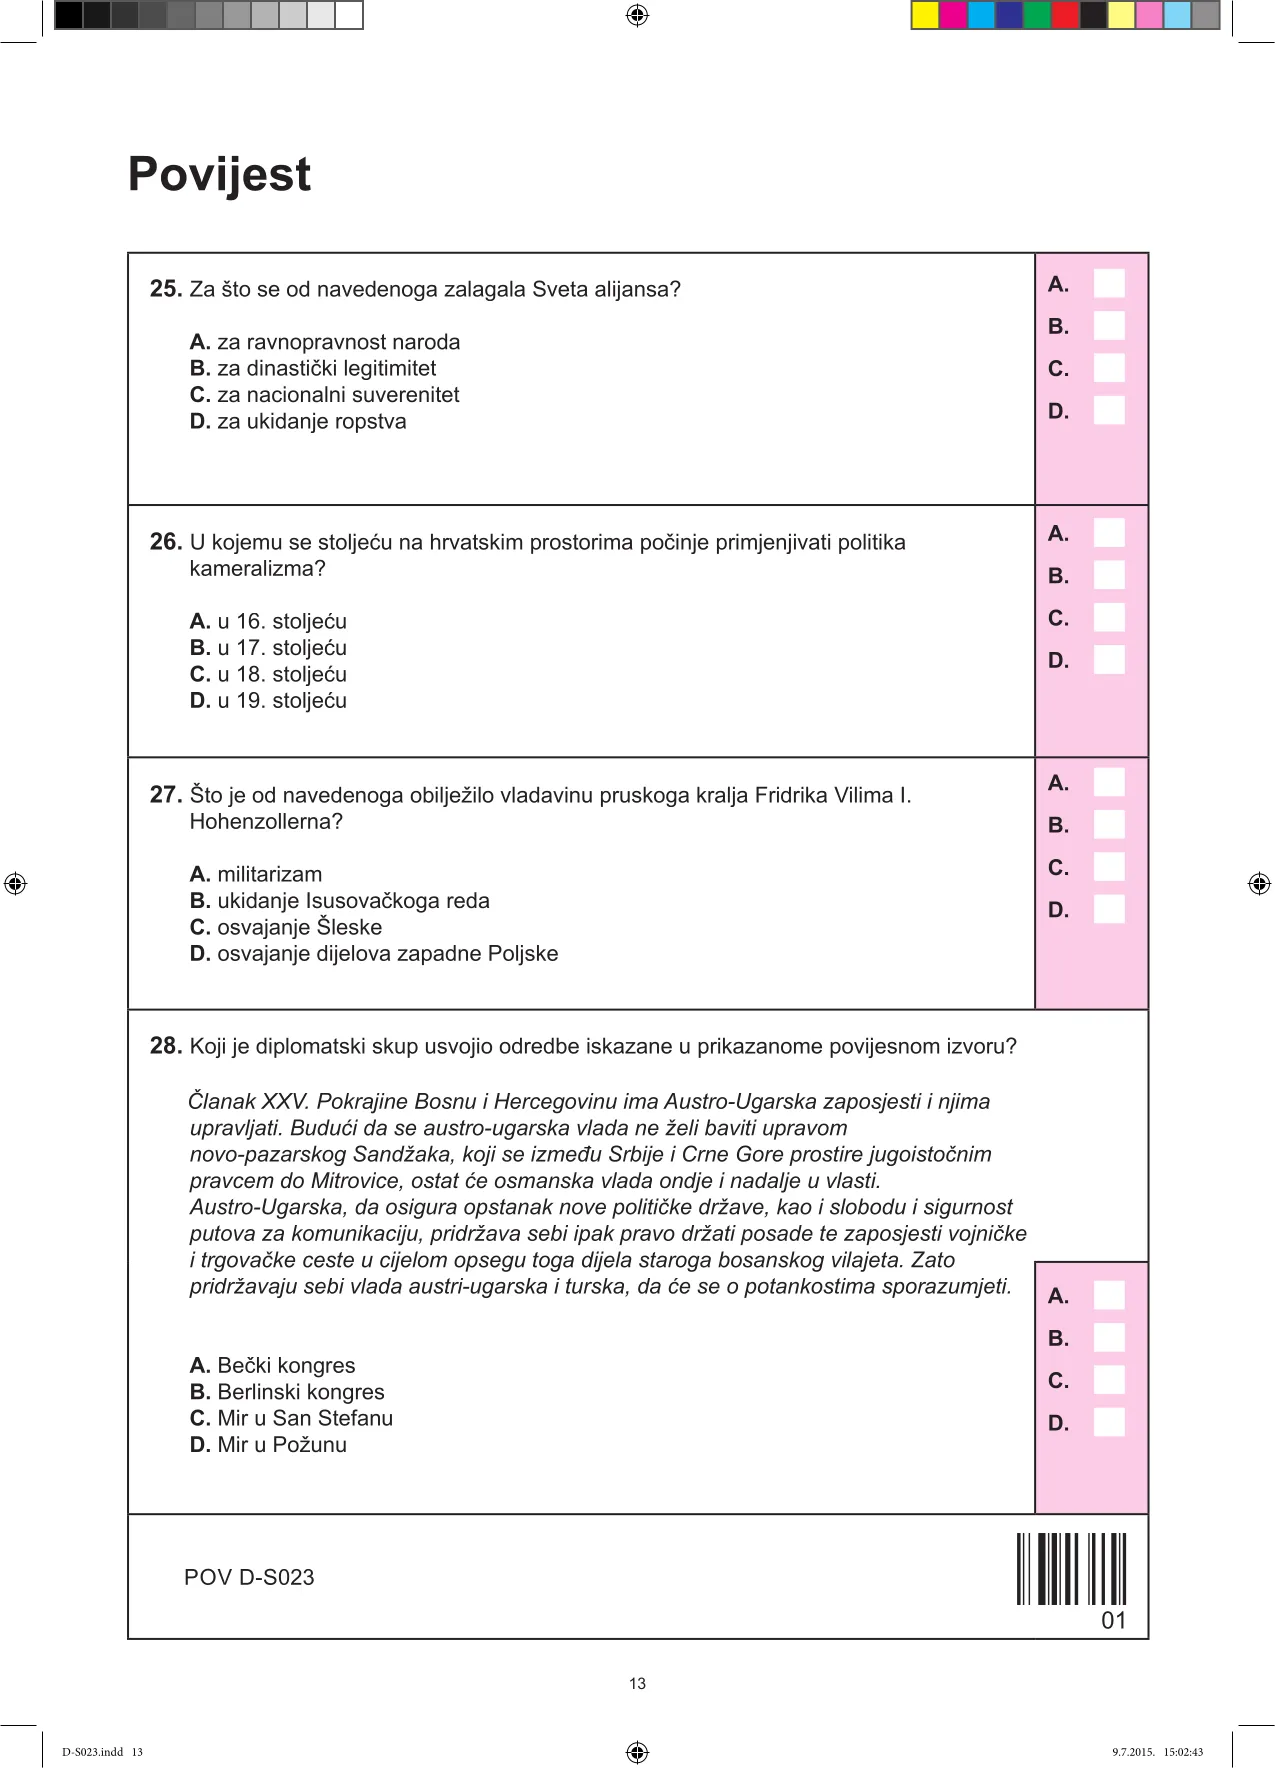 Povijest
25. Za što se od navedenoga zalagala Sveta alijansa?
A. za ravnopravnost naroda
B. za dinastički legitimitet
C. za nacionalni suverenitet
D. za ukidanje ropstva
A.
B.
C.
D.
26. U kojemu se stoljeću na hrvatskim prostorima počinje primjenjivati politika
kameralizma?
A. u 16. stoljeću
B. u 17. stoljeću
C. u 18. stoljeću
D. u 19. stoljeću
A.
B.
C.
D.
27. Što je od navedenoga obilježilo vladavinu pruskoga kralja Fridrika Vilima I.
Hohenzollerna?
A. militarizam
B. ukidanje Isusovačkoga reda
C. osvajanje Šleske
D. osvajanje dijelova zapadne Poljske
A.
B.
C.
D.
28. Koji je diplomatski skup usvojio odredbe iskazane u prikazanome povijesnom izvoru?
Članak XXV. Pokrajine Bosnu i Hercegovinu ima Austro-Ugarska zaposjesti i njima
upravljati. Budući da se austro-ugarska vlada ne želi baviti upravom
novo-pazarskog Sandžaka, koji se između Srbije i Crne Gore prostire jugoistočnim
pravcem do Mitrovice, ostat će osmanska vlada ondje i nadalje u vlasti.
Austro-Ugarska, da osigura opstanak nove političke države, kao i slobodu i sigurnost
putova za komunikaciju, pridržava sebi ipak pravo držati posade te zaposjesti vojničke
i trgovačke ceste u cijelom opsegu toga dijela staroga bosanskog vilajeta. Zato
pridržavaju sebi vlada austri-ugarska i turska, da će se o potankostima sporazumjeti.
A. Bečki kongres
B. Berlinski kongres
C. Mir u San Stefanu
D. Mir u Požunu
A.
B.
C.
D.
POV D-S023
01
13
D-S023.indd 13
9.7.2015. 15:02:43